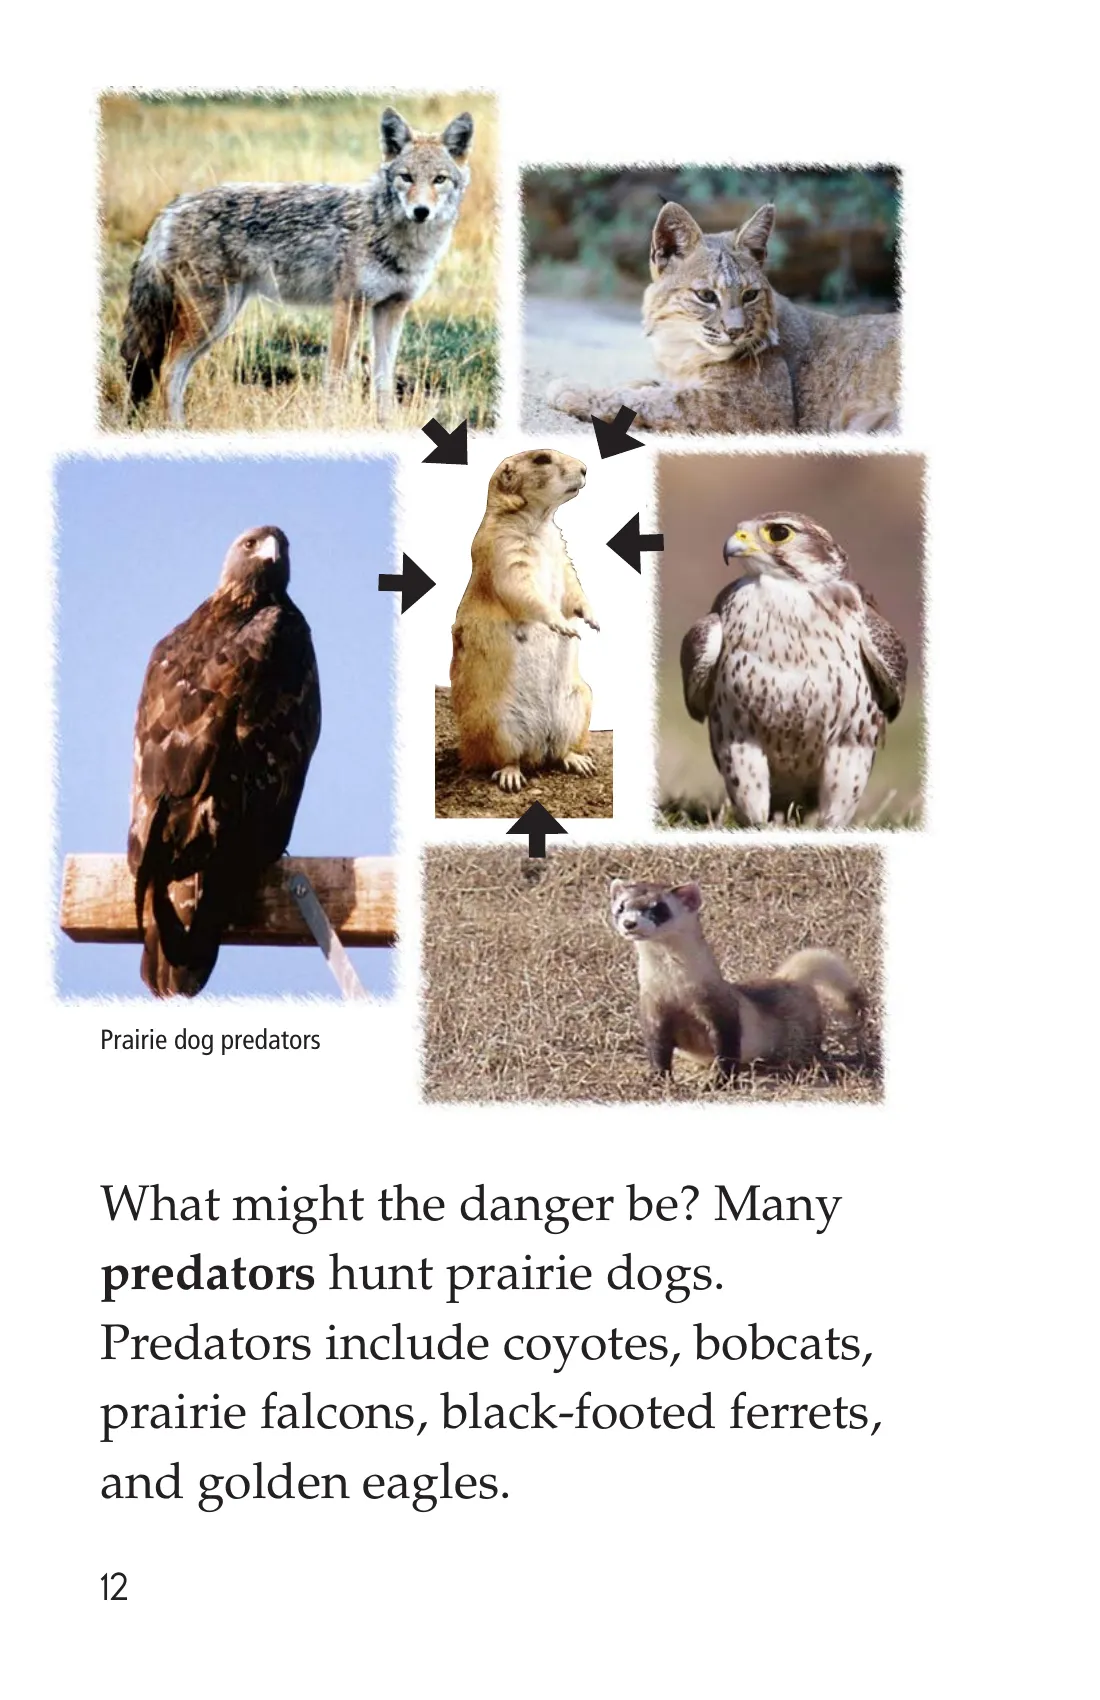 Prairie dog predators
What might the danger be? Many
predators hunt prairie dogs.
Predators include coyotes, bobcats,
prairie falcons, black-footed ferrets,
and golden eagles.
12